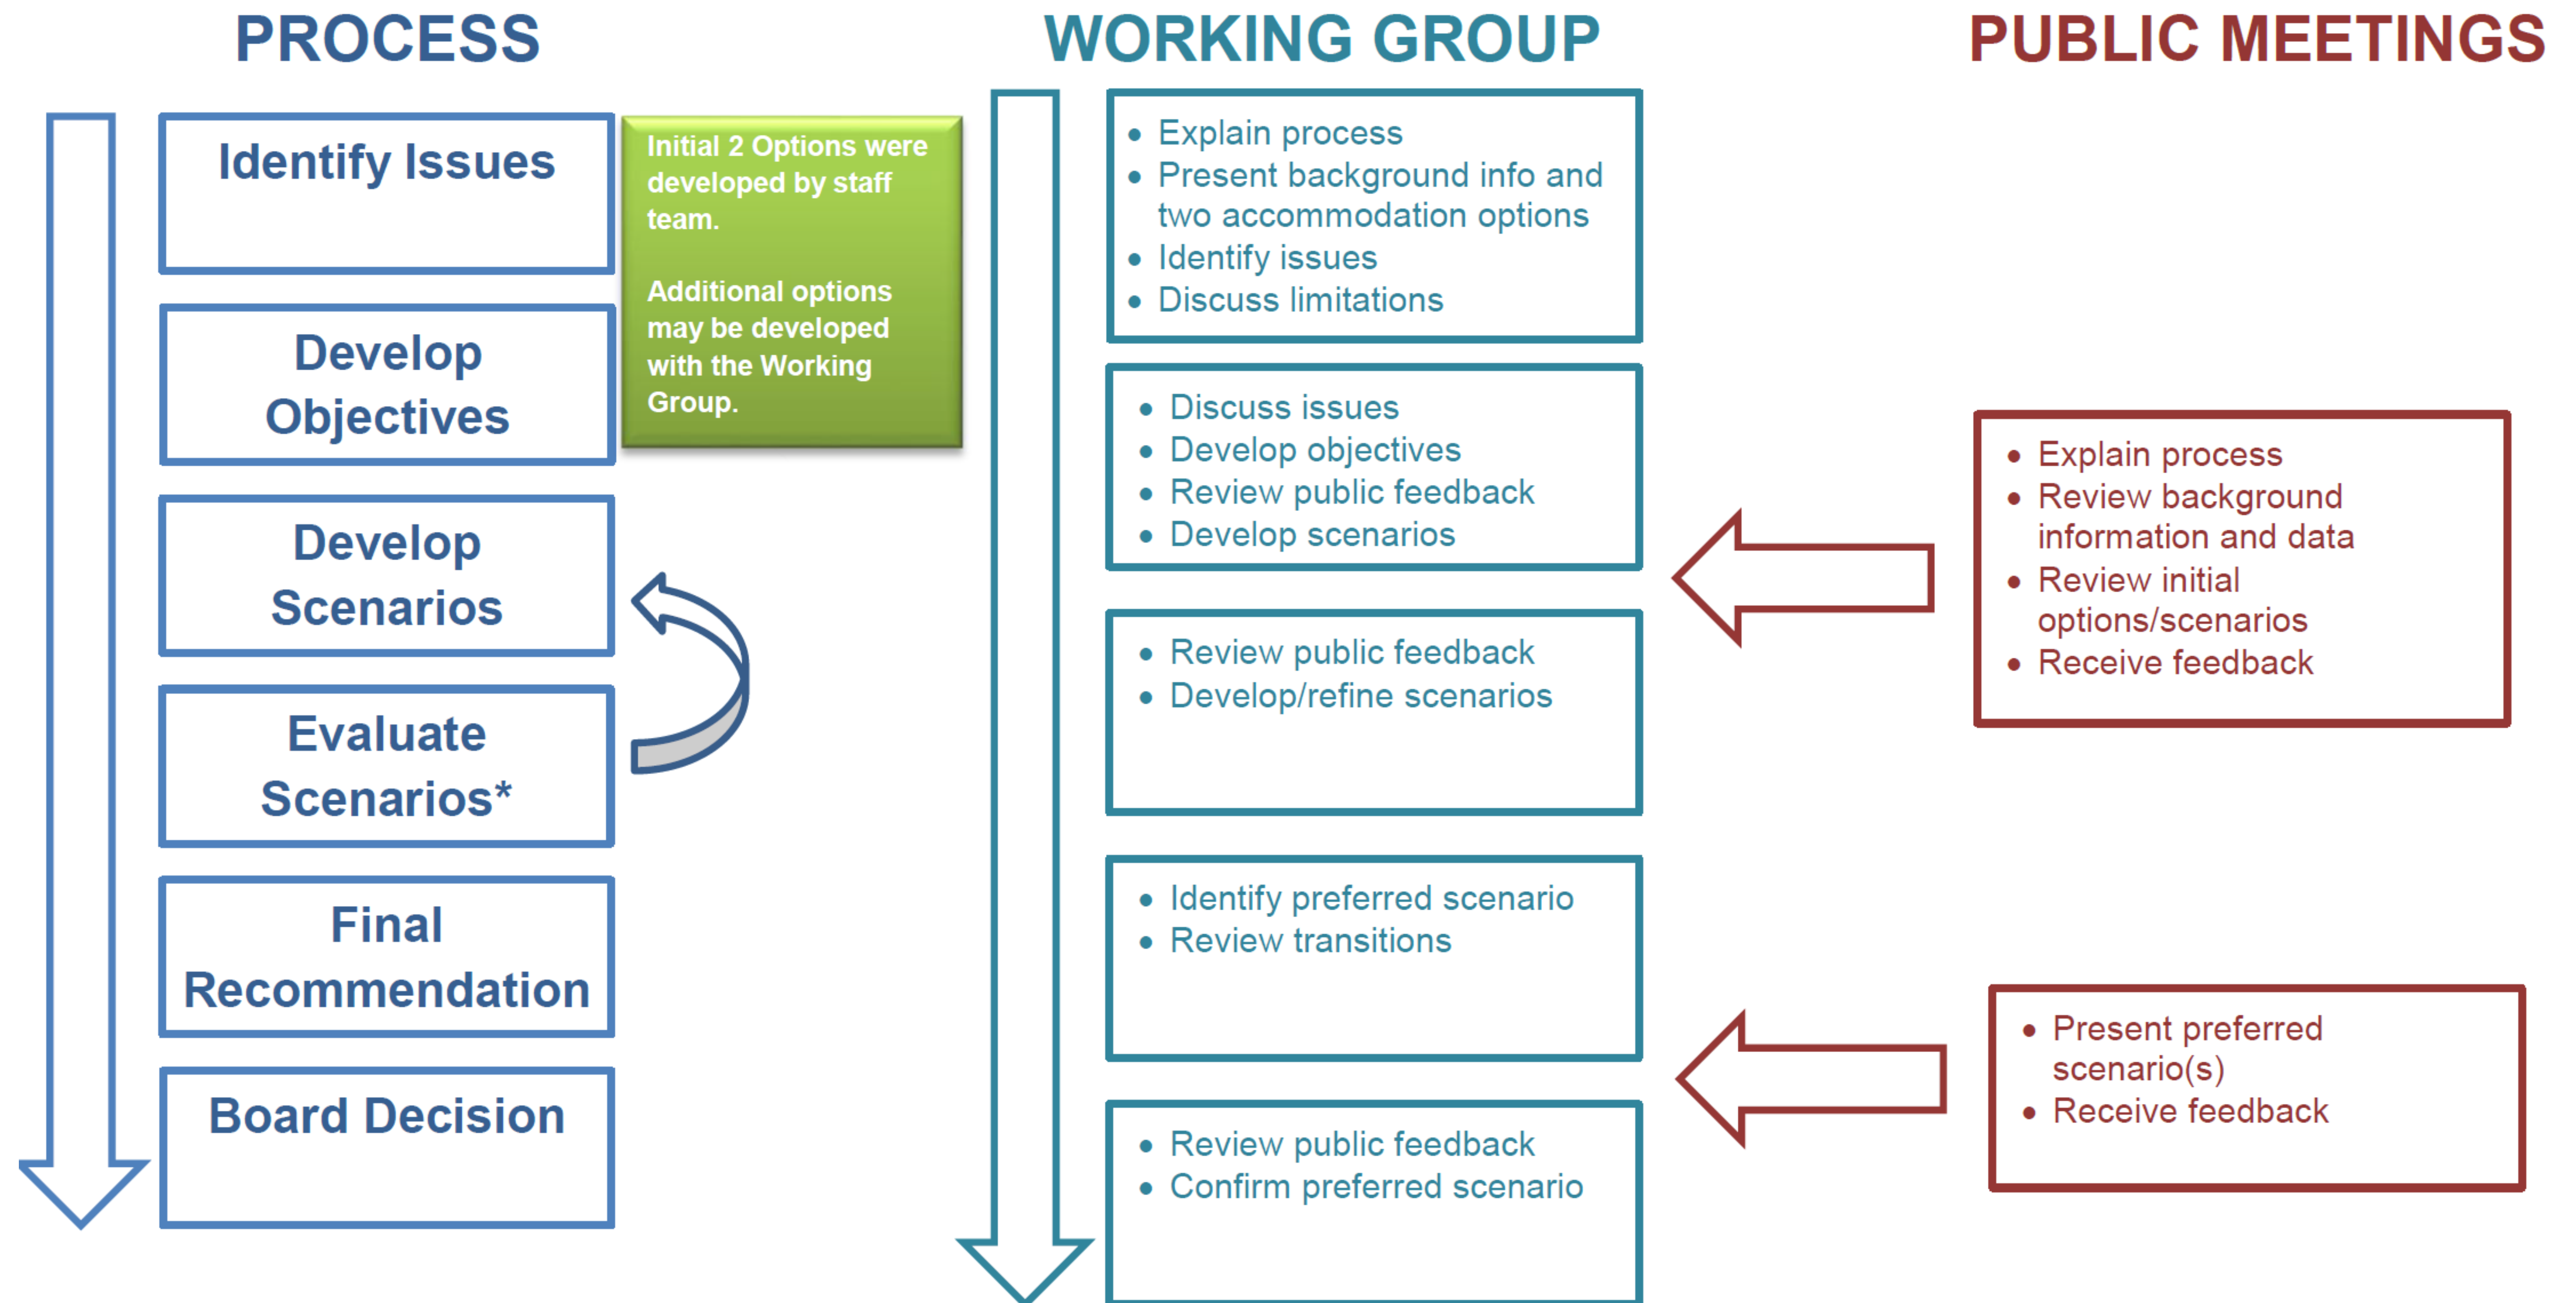 PROCESS
Identify Issues
Develop
Objectives
Develop
Scenarios
Evaluate
Scenarios*
Final
Recommendation
Board Decision
Initial 2 Options were
developed by staff
team.
Additional options
may be developed
with the Working
Group.
WORKING GROUP
• Explain process
• Present background info and
two accommodation options
• Identify issues
• Discuss limitations
• Discuss issues
• Develop objectives
• Review public feedback
• Develop scenarios
• Review public feedback
• Develop/refine scenarios
• Identify preferred scenario
• Review transitions
• Review public feedback
• Confirm preferred scenario
PUBLIC MEETINGS
• Explain process
• Review background
information and data
• Review initial
options/scenarios
• Receive feedback
• Present preferred
scenario(s)
• Receive feedback